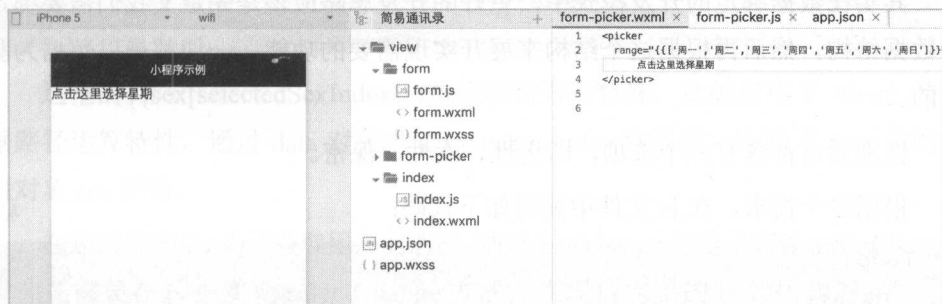 iPhone 5
wifi
简易通讯录
form-picker.wxml ×
form-picker.js ×
app.json ×
小程序示例
点击这里选择星期
view
form
form.js
form.wxml
form.wxss
form-picker
index
index.js
index.wxml
app.json
app.wxss
1 <picker
2 range="{{['周一','周二','周三','周四','周五','周六','周日']}}
3 点击这里选择星期
4 </picker>
5
6